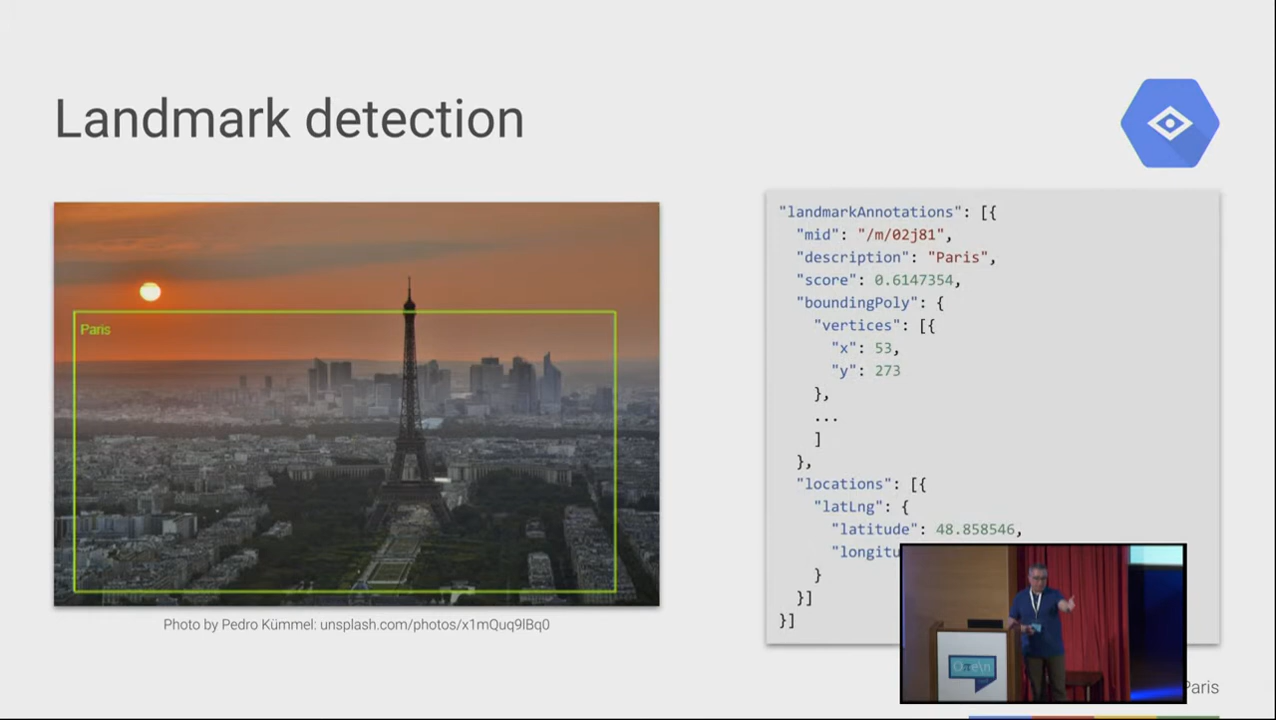 Landmark detection
Paris
Photo by Pedro Kümmel: unsplash.com/photos/x1mQuq9lBq0
"landmarkAnnotations": [{
"mid": "/m/02j81",
"description": "Paris",
"score": 0.6147354,
"boundingPoly": {
"vertices": [{
"x": 53,
"y": 273
},
...
]
},
"locations": [{
"latLng": {
"latitude": 48.858546,
"longitu
}
}]
}]
Paris